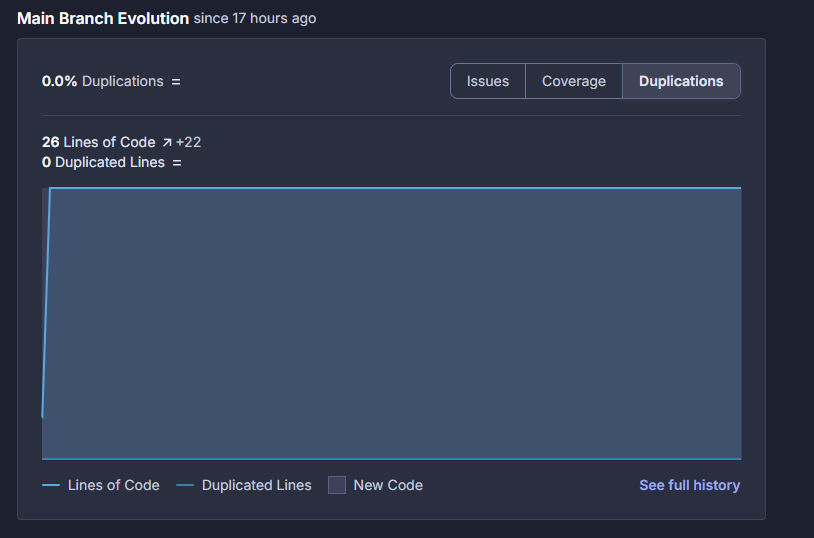 Main Branch Evolution since 17 hours ago
0.0% Duplications =
Issues Coverage Duplications
26 Lines of Code ↗ +22
0 Duplicated Lines =
Lines of Code Duplicated Lines New Code See full history